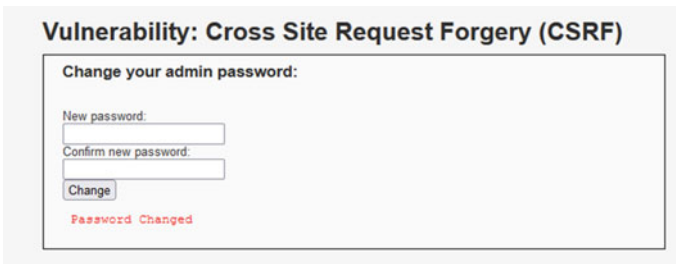 Vulnerability: Cross Site Request Forgery (CSRF)
Change your admin password:
New password:
Confirm new password:
Change
Password Changed